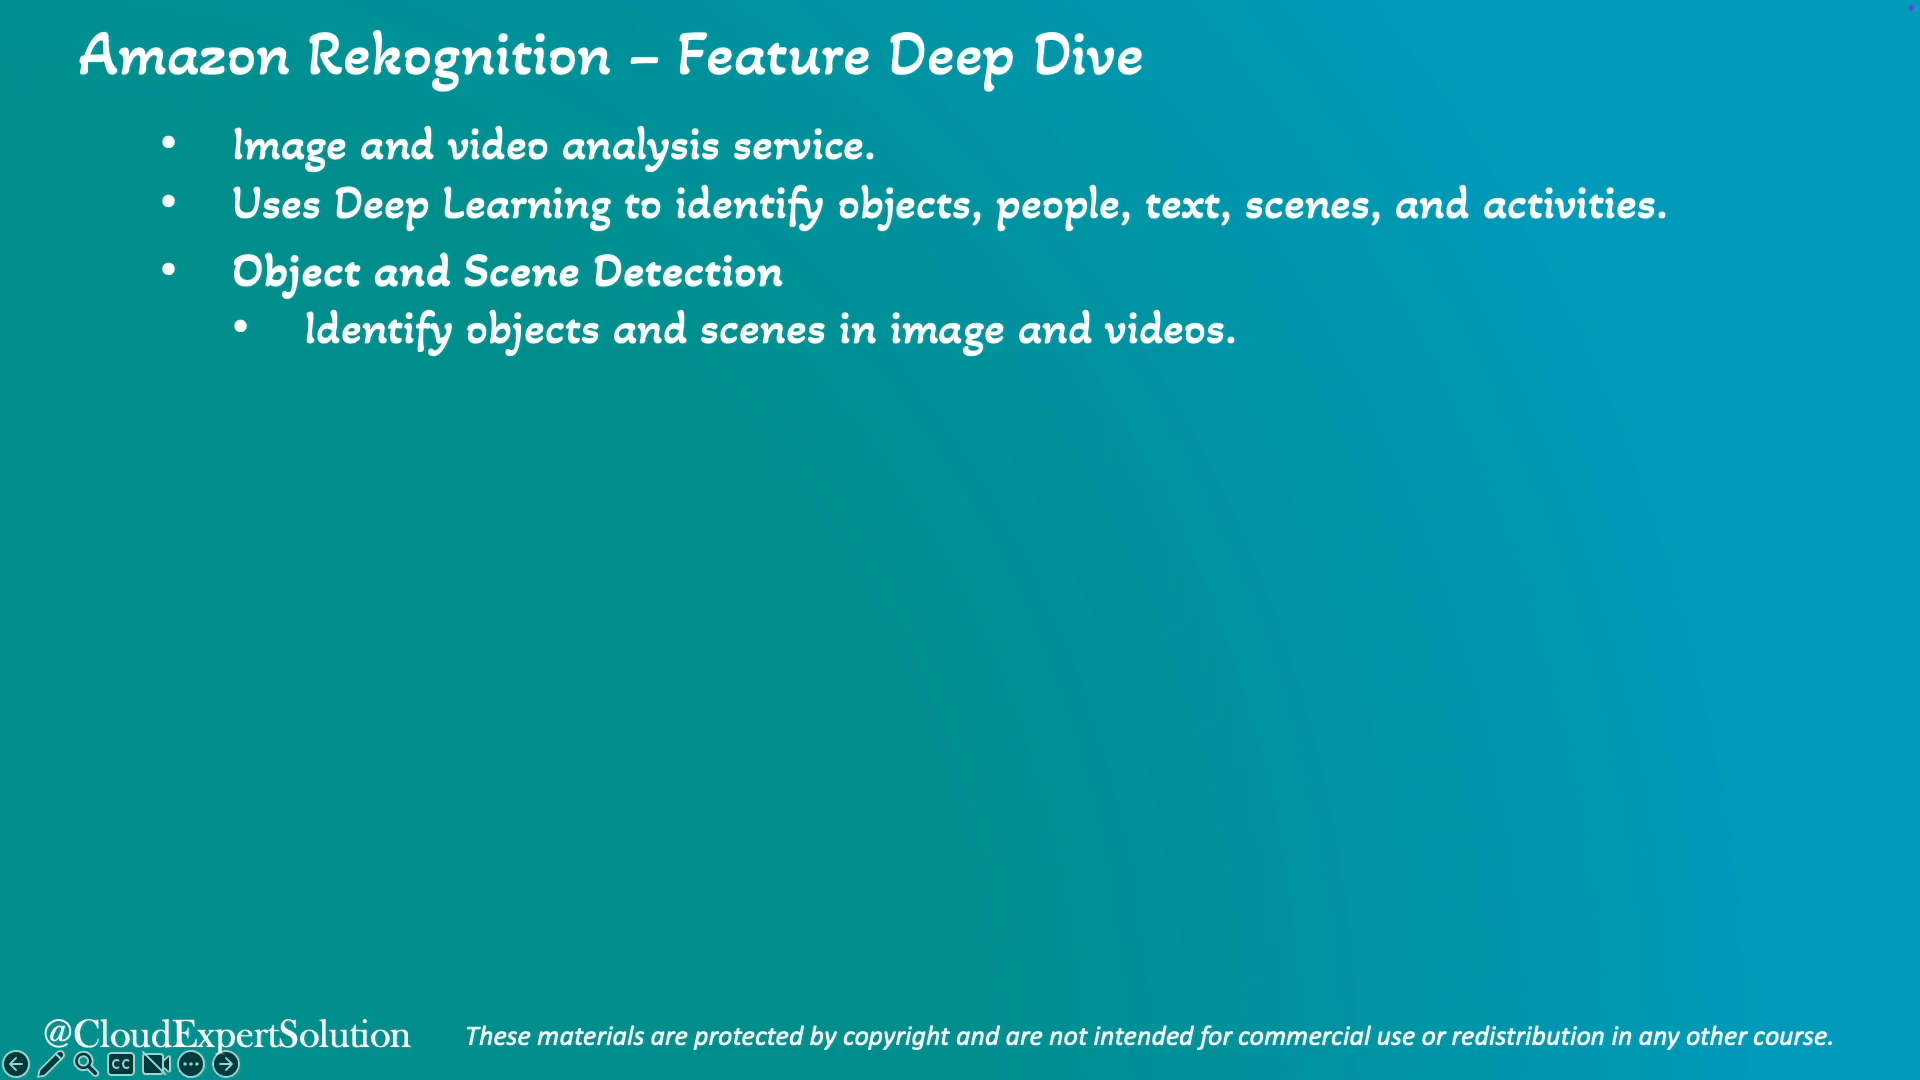 Amazon Rekognition – Feature Deep Dive
• Image and video analysis service.
• Uses Deep Learning to identify objects, people, text, scenes, and activities.
• Object and Scene Detection
• Identify objects and scenes in image and videos.
@CloudExpertSolution
These materials are protected by copyright and are not intended for commercial use or redistribution in any other course.
CC